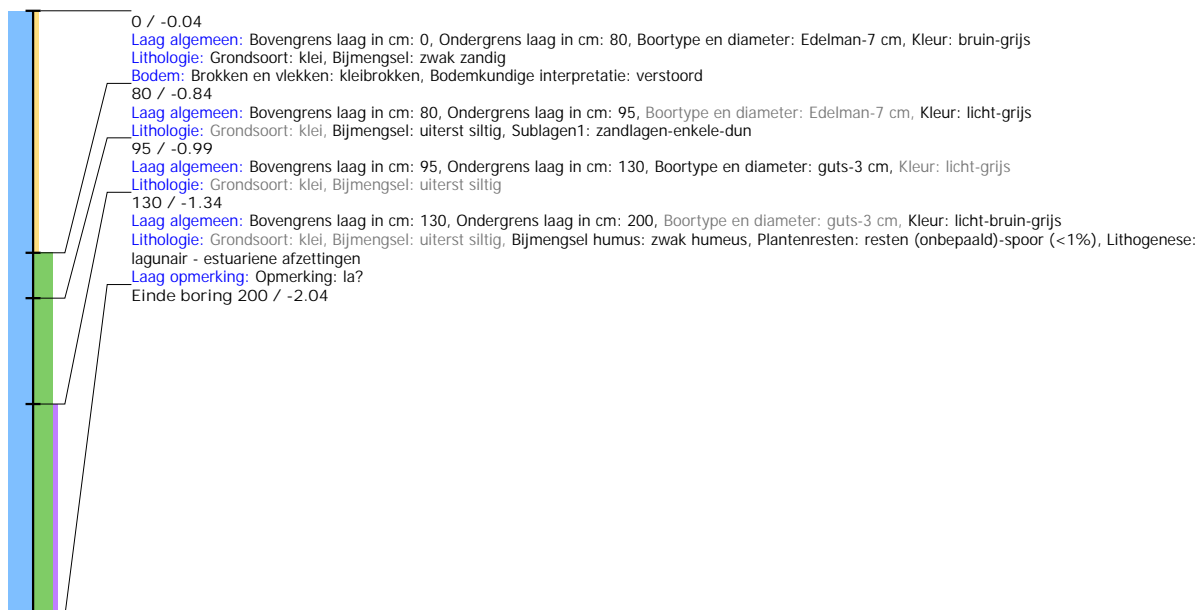 0 / -0.04
Laag algemeen: Bovengrens laag in cm: 0, Ondergrens laag in cm: 80, Boortype en diameter: Edelman-7 cm, Kleur: bruin-grijs
Lithologie: Grondsoort: klei, Bijmengsel: zwak zandig
Bodem: Brokken en vlekken: kleibrokken, Bodemkundige interpretatie: verstoord
80 / -0.84
Laag algemeen: Bovengrens laag in cm: 80, Ondergrens laag in cm: 95, Boortype en diameter: Edelman-7 cm, Kleur: licht-grijs
Lithologie: Grondsoort: klei, Bijmengsel: uiterst siltig, Sublagen1: zandlagen-enkele-dun
95 / -0.99
Laag algemeen: Bovengrens laag in cm: 95, Ondergrens laag in cm: 130, Boortype en diameter: guts-3 cm, Kleur: licht-grijs
Lithologie: Grondsoort: klei, Bijmengsel: uiterst siltig
130 / -1.34
Laag algemeen: Bovengrens laag in cm: 130, Ondergrens laag in cm: 200, Boortype en diameter: guts-3 cm, Kleur: licht-bruin-grijs
Lithologie: Grondsoort: klei, Bijmengsel: uiterst siltig, Bijmengsel humus: zwak humeus, Plantenresten: resten (onbepaald)-spoor (<1%), Lithogenese:
lagunair - estuariene afzettingen
Laag opmerking: Opmerking: la?
Einde boring 200 / -2.04